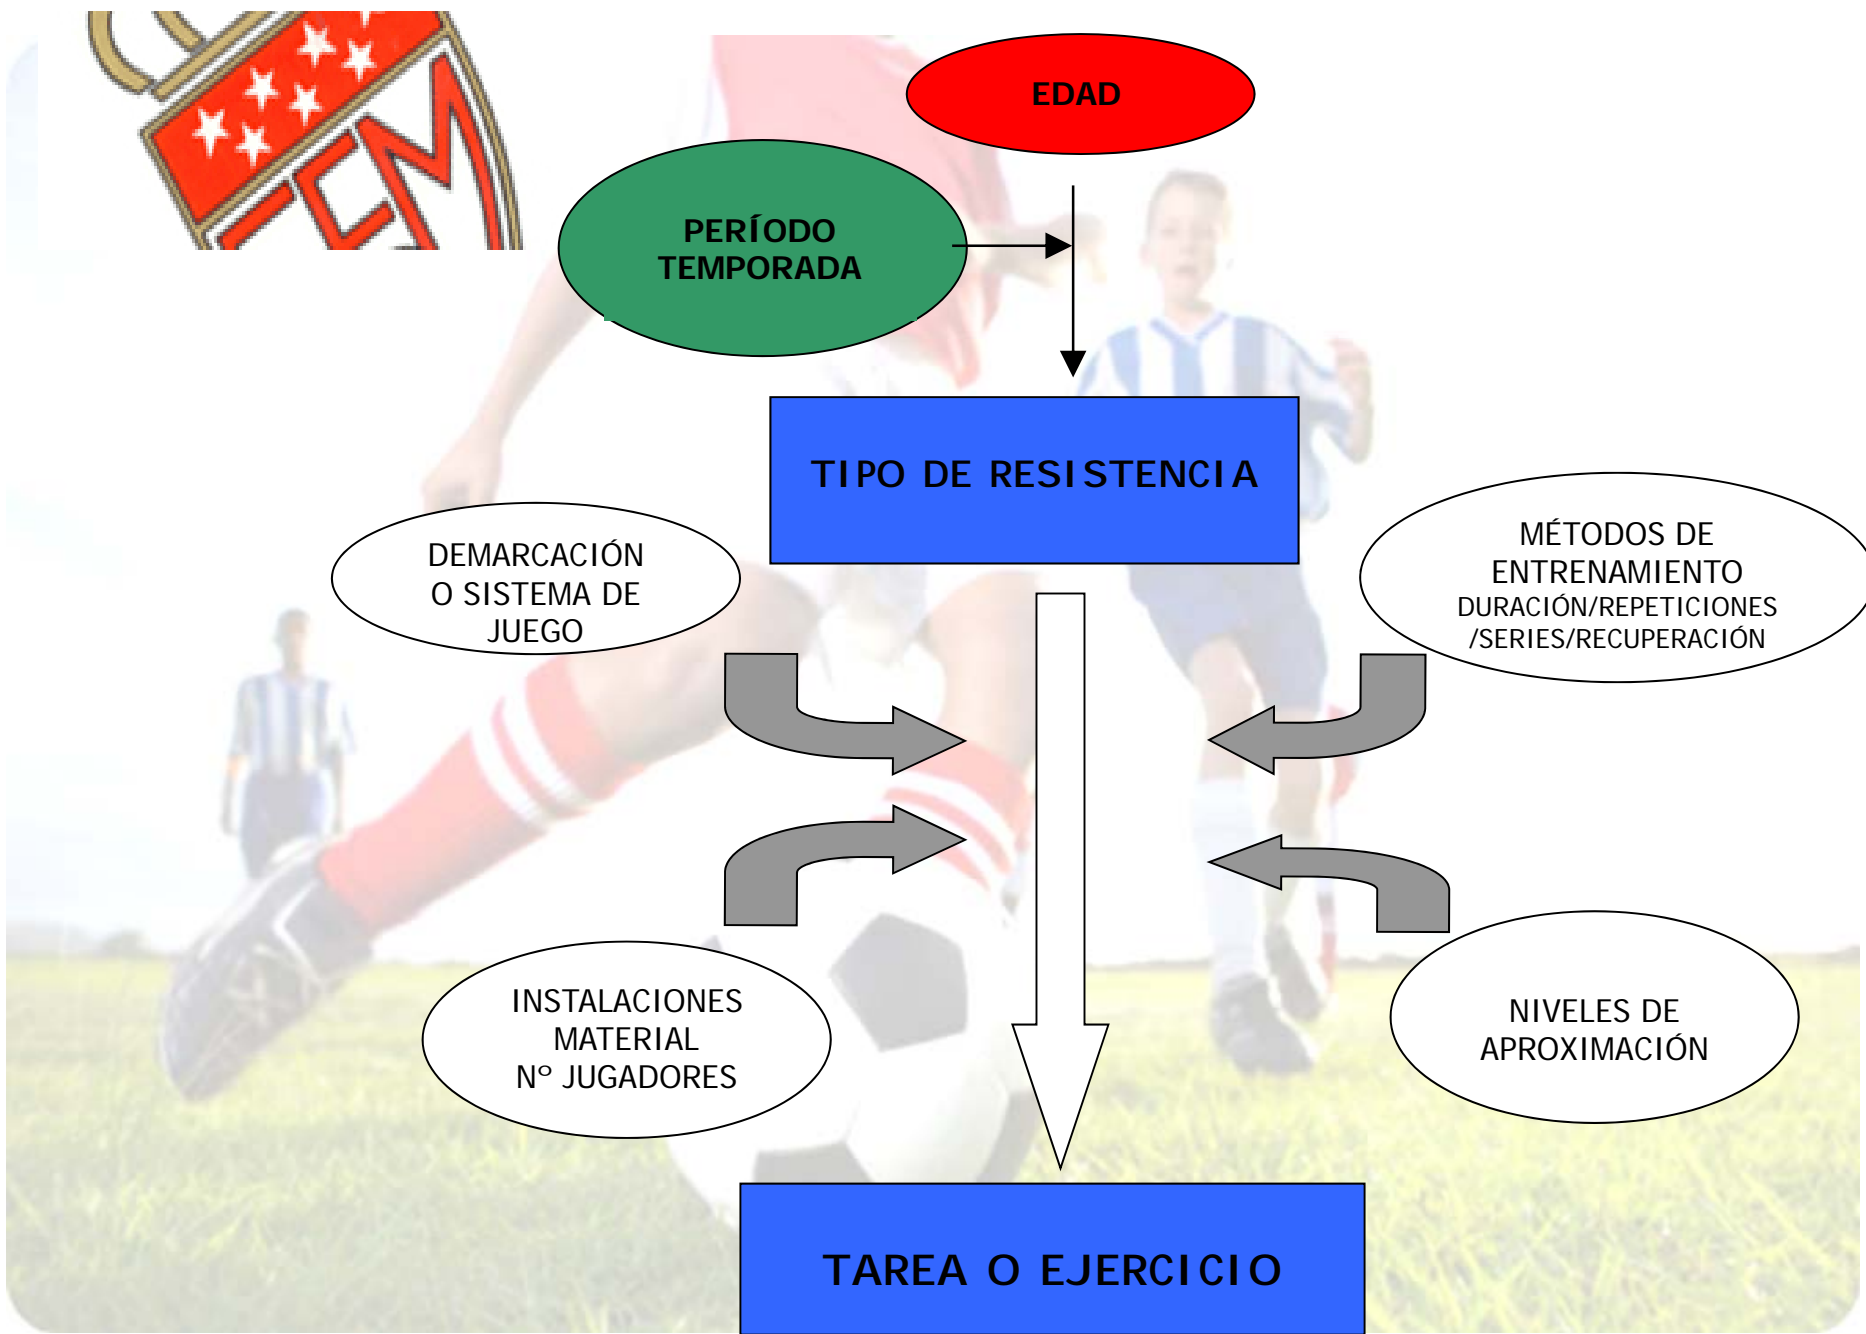 EDAD
PERÍODO
TEMPORADA
TIPO DE RESISTENCIA
DEMARCACIÓN
O SISTEMA DE
JUEGO
MÉTODOS DE
ENTRENAMIENTO
DURACIÓN/REPETICIONES
/SERIES/RECUPERACIÓN
INSTALACIONES
MATERIAL
Nº JUGADORES
NIVELES DE
APROXIMACIÓN
TAREA O EJERCICIO